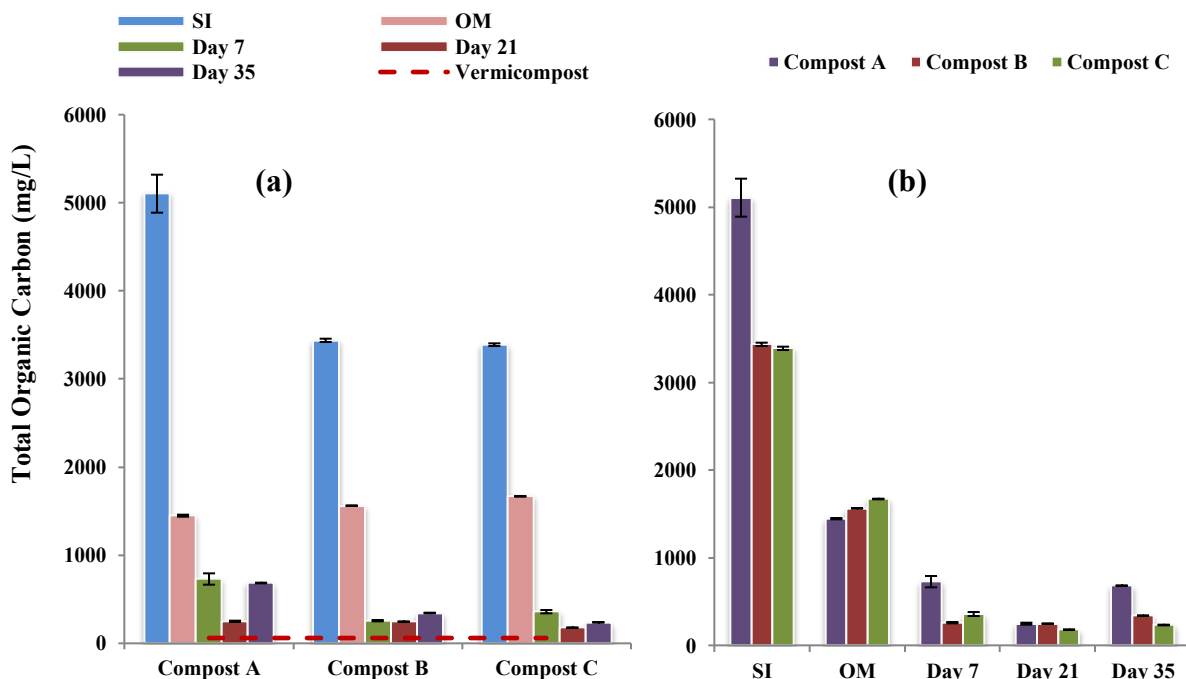 SI OM
Day 7 Day 21
Day 35 Vermicompost
Total Organic Carbon (mg/L)
6000
5000
4000
3000
2000
1000
0
(a)
Compost A Compost B Compost C
Compost A Compost B Compost C
6000
5000
4000
3000
2000
1000
0
(b)
SI OM Day 7 Day 21 Day 35